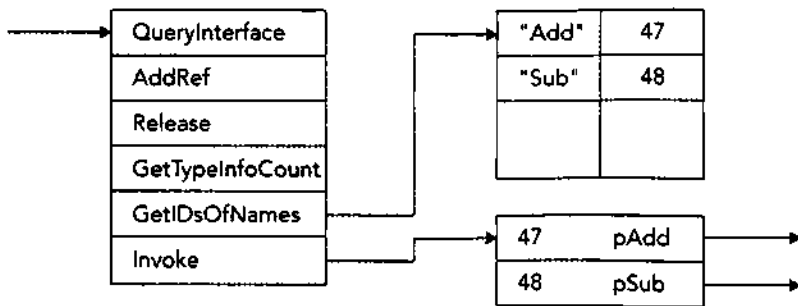 QueryInterface
AddRef
Release
GetTypeInfoCount
GetIDsOfNames
Invoke
"Add" 47
"Sub" 48
47 pAdd
48 pSub